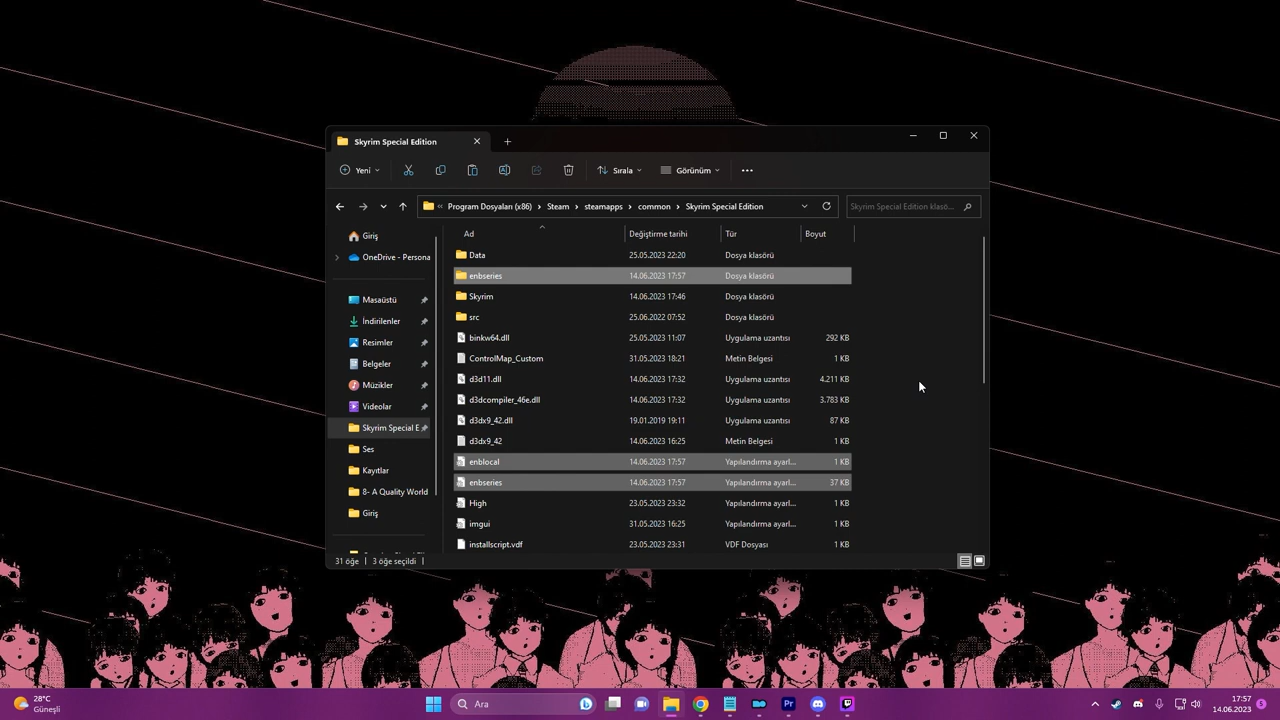 Skyrim Special Edition
Yeni
Sırala
Görünüm
« Program Dosyaları (x86) > Steam > steamapps > common > Skyrim Special Edition
Skyrim Special Edition klasö...
Ad Değiştirme tarihi Tür Boyut
Giriş
OneDrive - Persona
Masaüstü
İndirilenler
Resimler
Belgeler
Müzikler
Videolar
Skyrim Special E
Ses
Kayıtlar
8- A Quality World
Giriş
Data 25.05.2023 22:20 Dosya klasörü
enbseries 14.06.2023 17:57 Dosya klasörü
Skyrim 14.06.2023 17:46 Dosya klasörü
src 25.06.2022 07:52 Dosya klasörü
binkw64.dll 25.05.2023 11:07 Uygulama uzantısı 292 KB
ControlMap_Custom 31.05.2023 18:21 Metin Belgesi 1 KB
d3d11.dll 14.06.2023 17:32 Uygulama uzantısı 4.211 KB
d3dcompiler_46e.dll 14.06.2023 17:32 Uygulama uzantısı 3.783 KB
d3dx9_42.dll 19.01.2019 19:11 Uygulama uzantısı 87 KB
d3dx9_42 14.06.2023 16:25 Metin Belgesi 1 KB
enblocal 14.06.2023 17:57 Yapılandırma ayarl... 1 KB
enbseries 14.06.2023 17:57 Yapılandırma ayarl... 37 KB
High 23.05.2023 23:32 Yapılandırma ayarl... 1 KB
imgui 31.05.2023 16:25 Yapılandırma ayarl... 1 KB
installscript.vdf 23.05.2023 23:31 VDF Dosyası 1 KB
31 öğe 3 öğe seçildi
28°C
Güneşli
Ara
Pr
17:57
14.06.2023
5